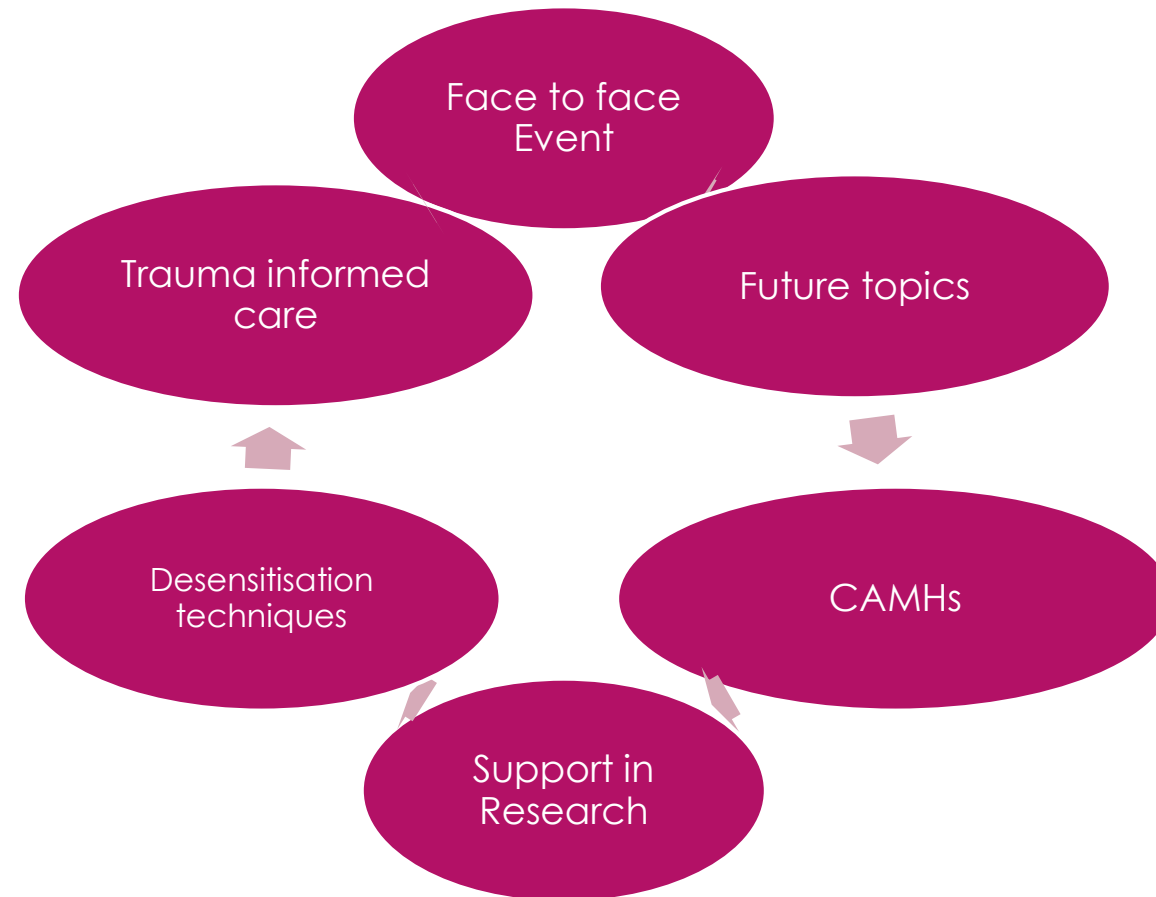 Face to face
Event
Future topics
CAMHs
Support in
Research
Desensitisation
techniques
Trauma informed
care